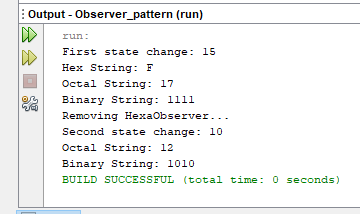 Output - Observer_pattern (run)
run:
First state change: 15
Hex String: F
Octal String: 17
Binary String: 1111
Removing HexaObserver...
Second state change: 10
Octal String: 12
Binary String: 1010
BUILD SUCCESSFUL (total time: 0 seconds)